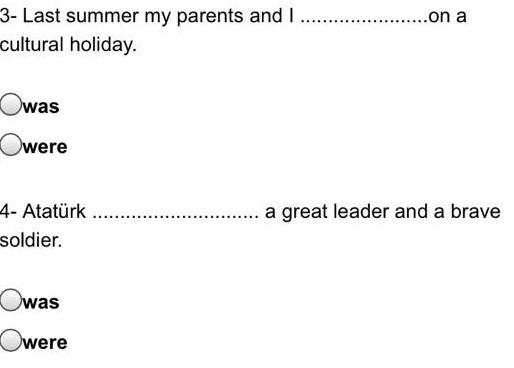 3- Last summer my parents and I .......................on a
cultural holiday.
was
were
4- Atatürk .............................. a great leader and a brave
soldier.
was
were